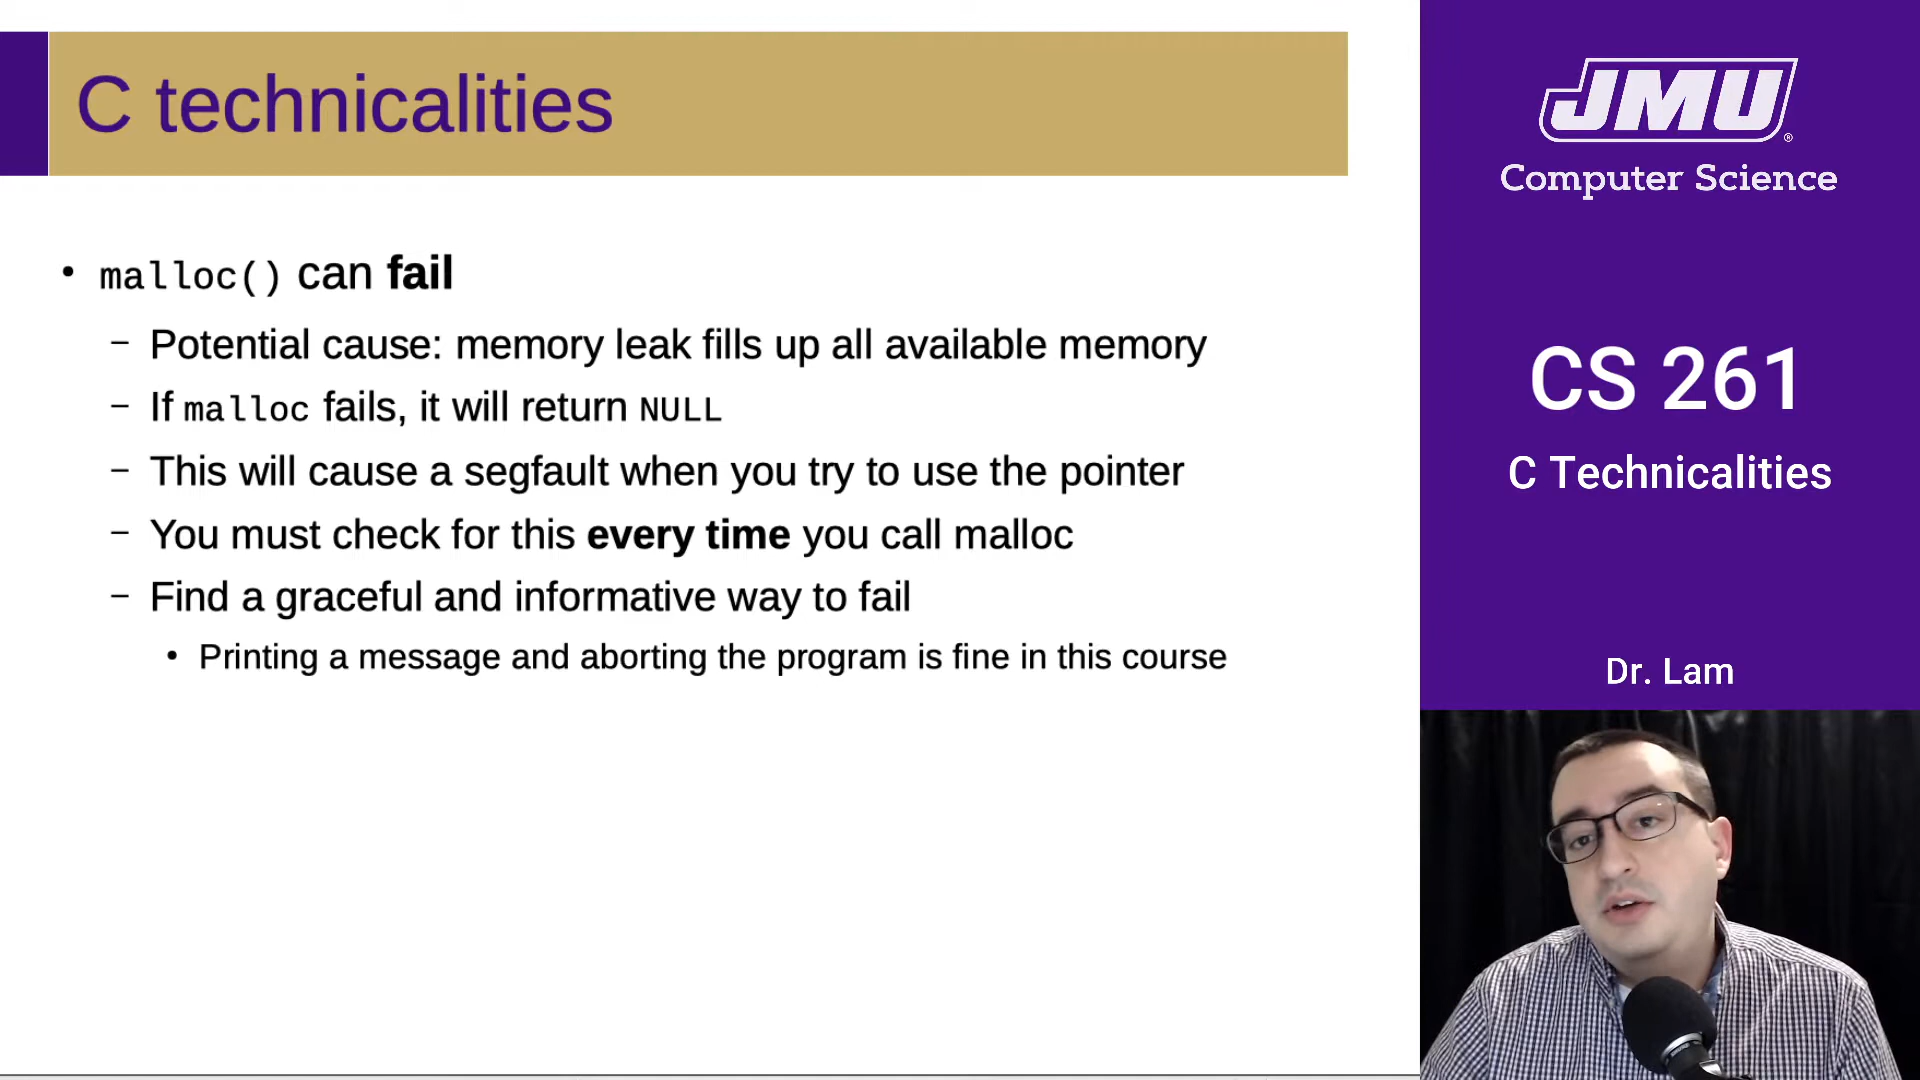 C technicalities
• malloc() can fail
– Potential cause: memory leak fills up all available memory
– If malloc fails, it will return NULL
– This will cause a segfault when you try to use the pointer
– You must check for this every time you call malloc
– Find a graceful and informative way to fail
• Printing a message and aborting the program is fine in this course
JMU®
Computer Science
CS 261
C Technicalities
Dr. Lam